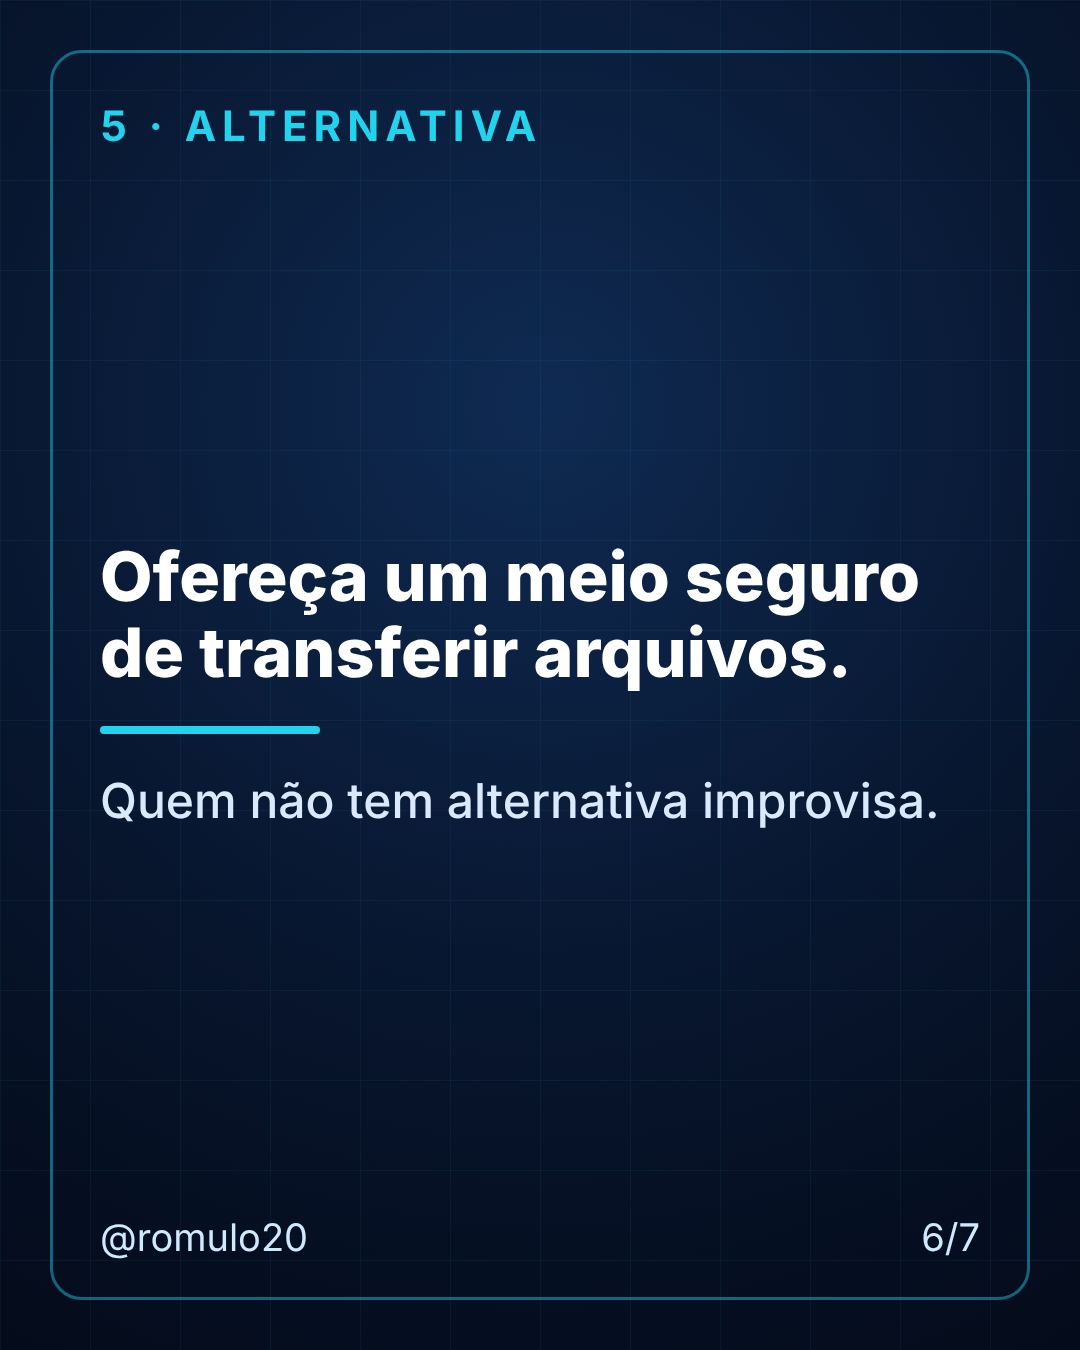 5 · ALTERNATIVA
Ofereça um meio seguro
de transferir arquivos.
Quem não tem alternativa improvisa.
@romulo20
6/7